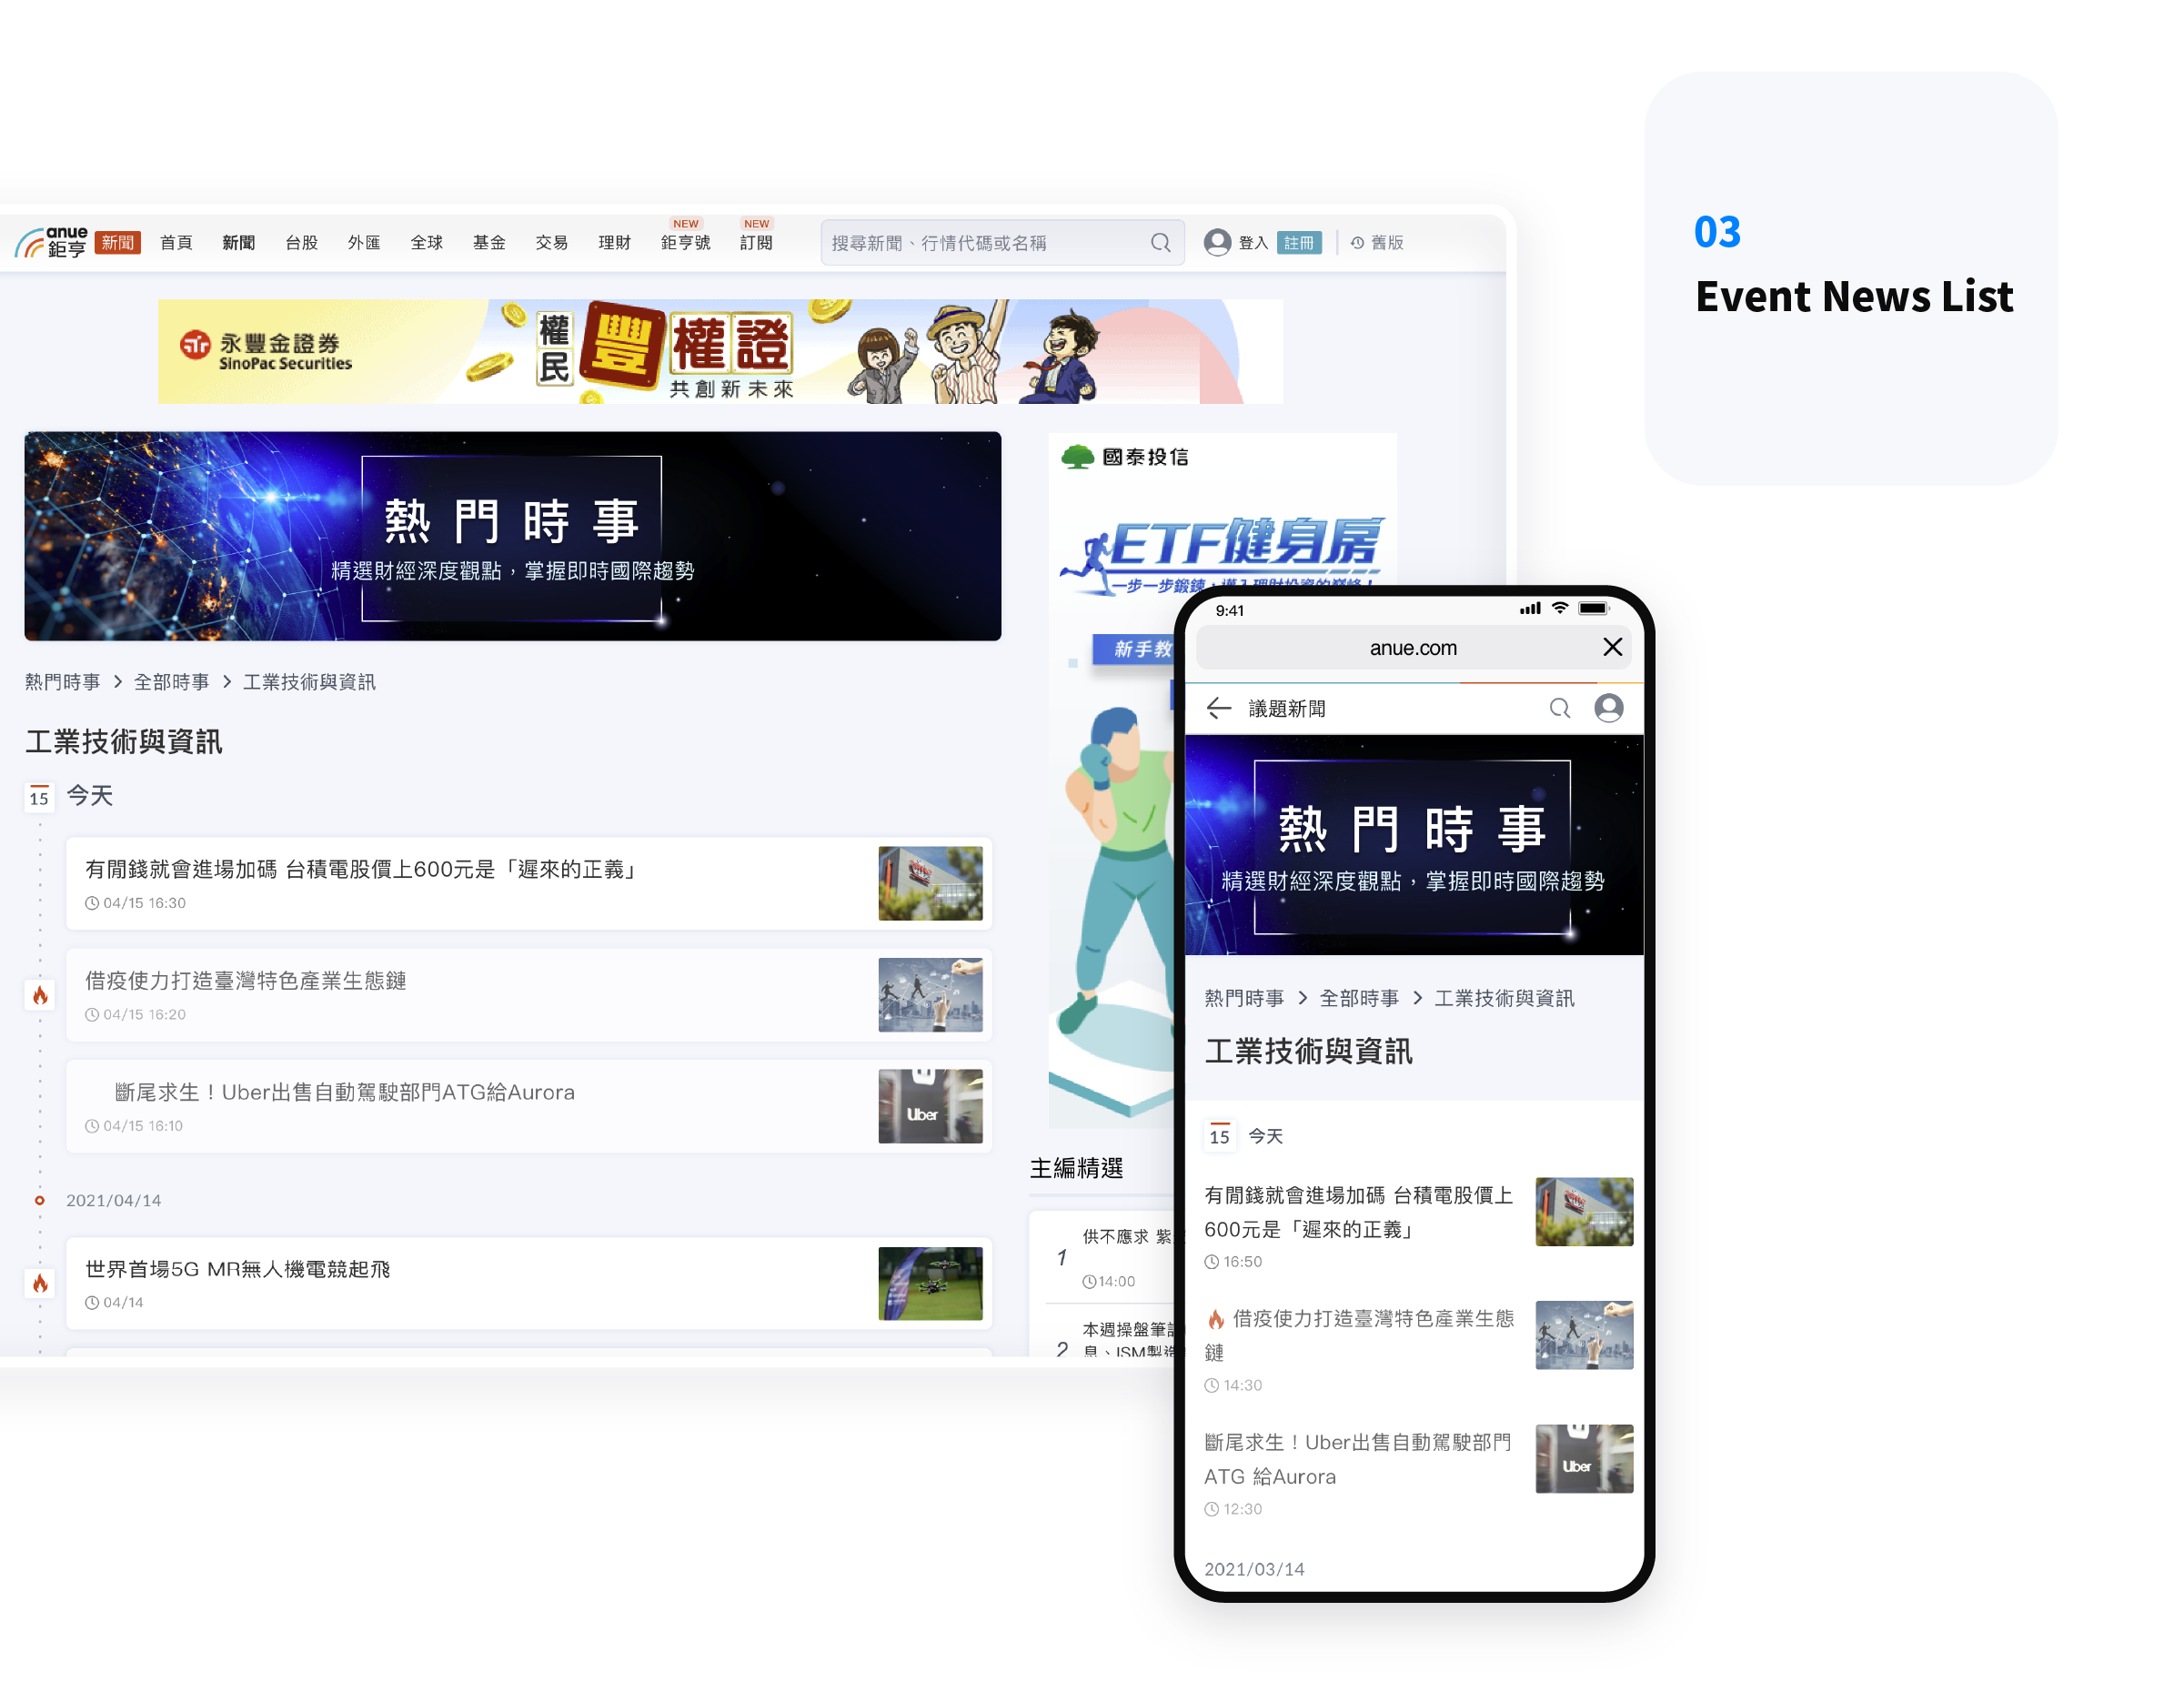 03
Event News List
anue
鉅亨
新聞
首頁
新聞
台股
外匯
全球
基金
交易
理財
NEW
鉅亨號
NEW
訂閱
搜尋新聞、行情代碼或名稱
登入
註冊
舊版
永豐金證券
SinoPac Securities
權民
豐
權證
共創新未來
熱門時事
精選財經深度觀點，掌握即時國際趨勢
國泰投信
ETF健身房
一步一步鍛鍊，邁入理財投資的巔峰！
新手教
熱門時事 > 全部時事 > 工業技術與資訊
工業技術與資訊
15 今天
有閒錢就會進場加碼 台積電股價上600元是「遲來的正義」
04/15 16:30
借疫使力打造臺灣特色產業生態鏈
04/15 16:20
斷尾求生！Uber出售自動駕駛部門ATG給Aurora
04/15 16:10
Uber
2021/04/14
世界首場5G MR無人機電競起飛
04/14
主編精選
1
供不應求 紫
14:00
2
本週操盤筆
息、ISM製造
9:41
anue.com
議題新聞
熱門時事
精選財經深度觀點，掌握即時國際趨勢
熱門時事 > 全部時事 > 工業技術與資訊
工業技術與資訊
15 今天
有閒錢就會進場加碼 台積電股價上
600元是「遲來的正義」
16:50
借疫使力打造臺灣特色產業生態
鏈
14:30
斷尾求生！Uber出售自動駕駛部門
ATG 給Aurora
12:30
Uber
2021/03/14